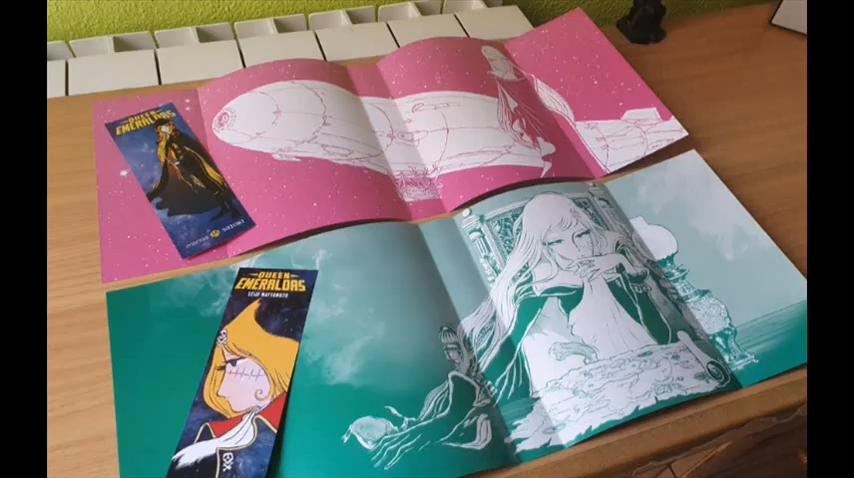 QUEEN
EMERALDAS
QUEEN
EMERALDAS
LEIJI MATSUMOTO